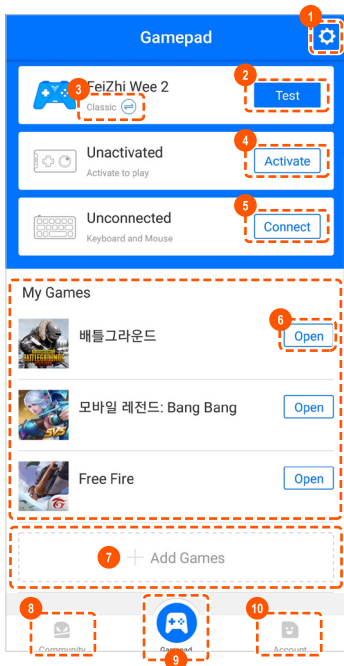 1
Gamepad
2
FeiZhi Wee 2
3
Classic
Test
4
Unactivated
Activate to play
Activate
5
Unconnected
Keyboard and Mouse
Connect
My Games
6
배틀그라운드
Open
BATTLEGROUNDS
모바일 레전드: Bang Bang
Open
5V5
Free Fire
Open
7
+ Add Games
8
10
Community
Gamepad
Account
9